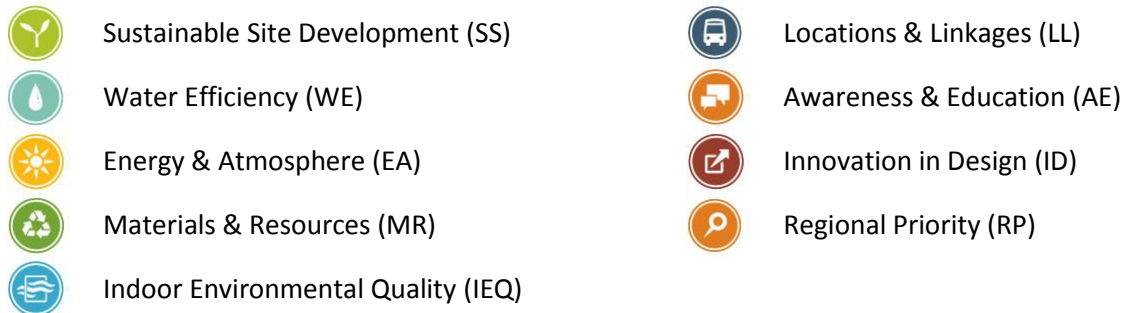 Sustainable Site Development (SS)
Water Efficiency (WE)
Energy & Atmosphere (EA)
Materials & Resources (MR)
Indoor Environmental Quality (IEQ)
Locations & Linkages (LL)
Awareness & Education (AE)
Innovation in Design (ID)
Regional Priority (RP)